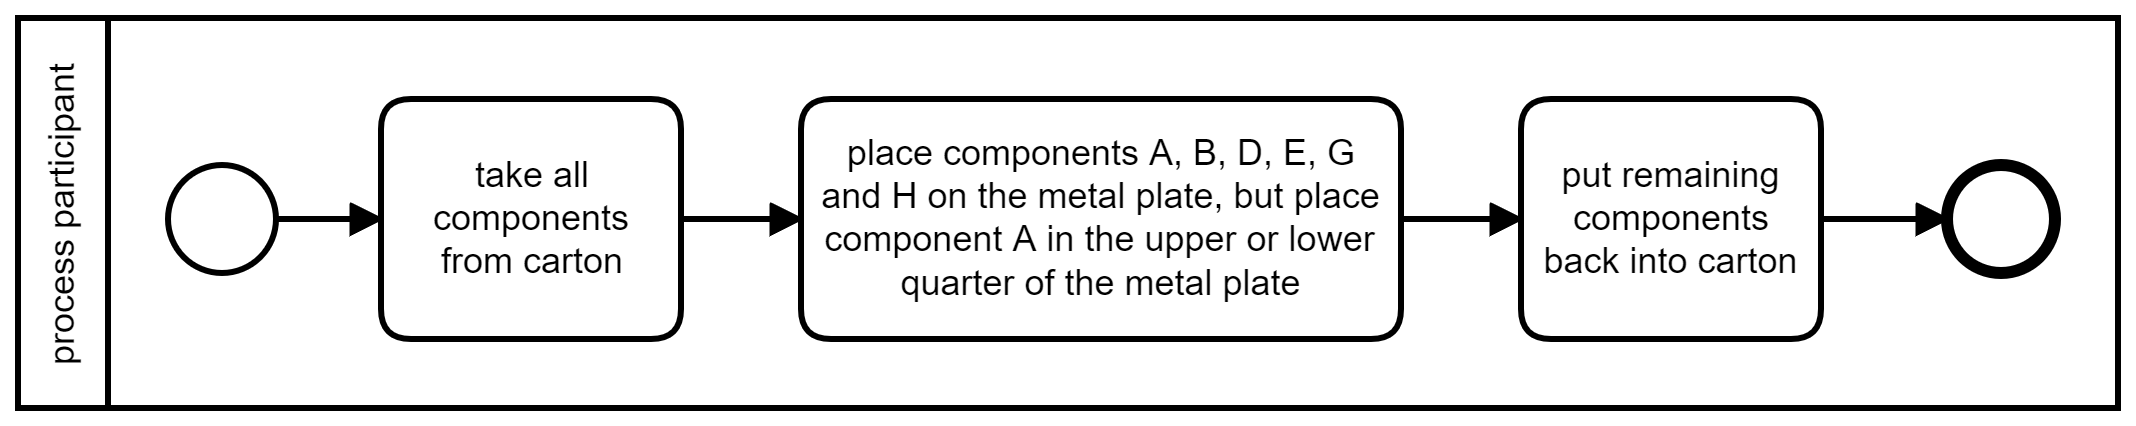 process participant
take all
components
from carton
place components A, B, D, E, G
and H on the metal plate, but place
component A in the upper or lower
quarter of the metal plate
put remaining
components
back into carton